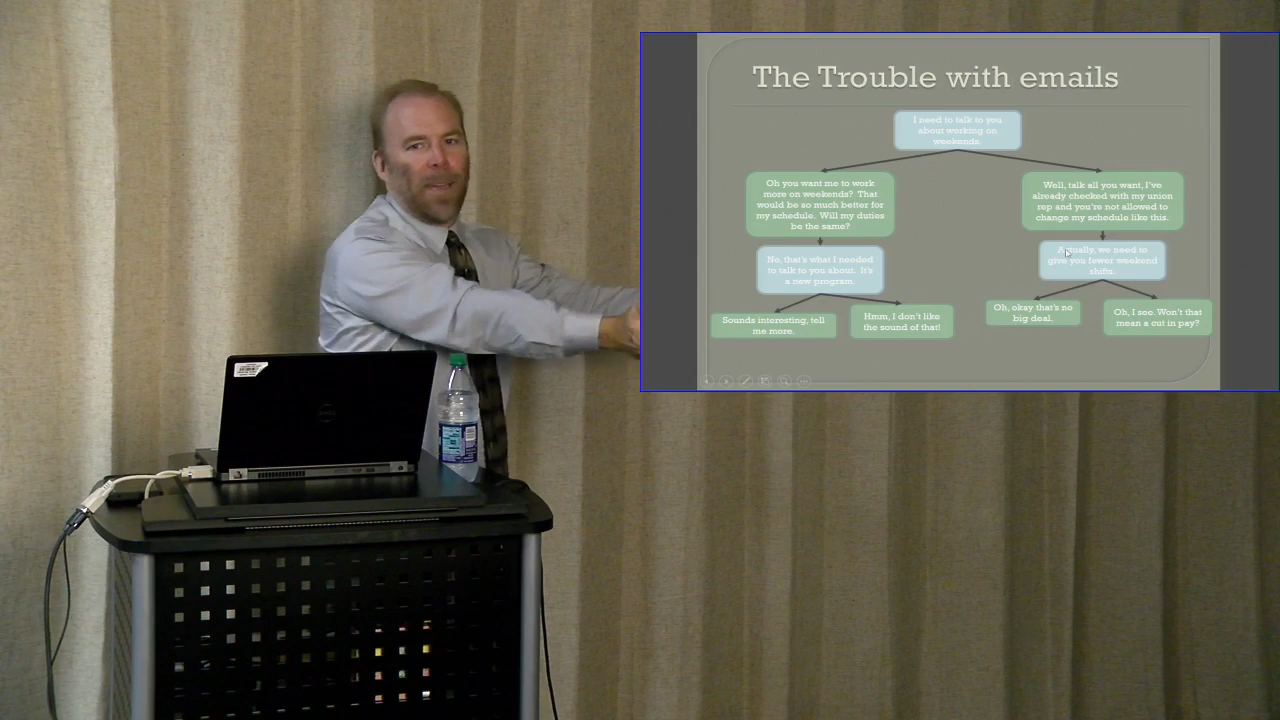 The Trouble with emails
I need to talk to you
about working on
weekends.
Oh you want me to work
more on weekends? That
would be so much better for
my schedule. Will my duties
be the same?
Well, talk all you want, I've
already checked with my union
rep and you're not allowed to
change my schedule like this.
No, that's what I needed
to talk to you about. It's
a new program.
Actually, we need to
give you fewer weekend
shifts.
Sounds interesting, tell
me more.
Hmm, I don't like
the sound of that!
Oh, okay that's no
big deal.
Oh, I see. Won't that
mean a cut in pay?
DELL